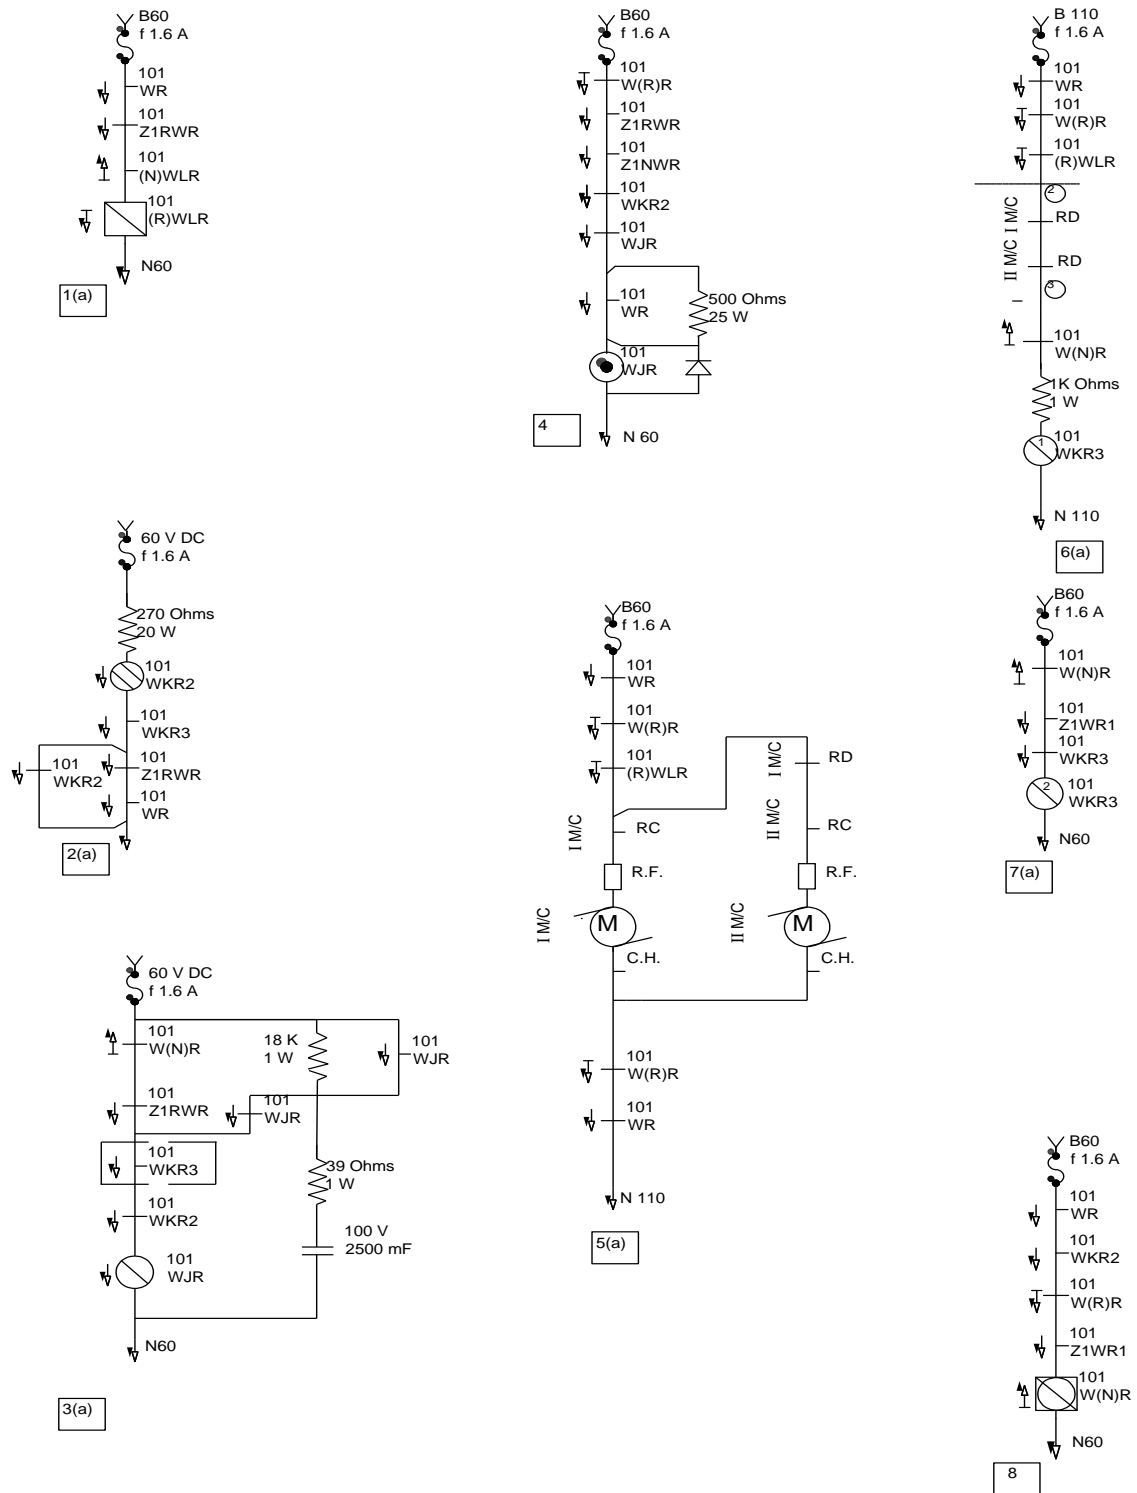 B60
f 1.6 A
101
WR
101
Z1RWR
101
(N)WLR
101
(R)WLR
N60
1(a)
60 V DC
f 1.6 A
270 Ohms
20 W
101
WKR2
101
WKR3
101
WKR2
101
Z1RWR
101
WR
2(a)
60 V DC
f 1.6 A
101
W(N)R
18 K
1 W
101
WJR
101
Z1RWR
101
WJR
101
WKR3
39 Ohms
1 W
101
WKR2
100 V
2500 mF
101
WJR
N60
3(a)
B60
f 1.6 A
101
W(R)R
101
Z1RWR
101
Z1NWR
101
WKR2
101
WJR
101
WR
500 Ohms
25 W
101
WJR
N 60
4
B60
f 1.6 A
101
WR
101
W(R)R
101
(R)WLR
I M/C
RD
I M/C
RC
II M/C
RC
R.F.
R.F.
I M/C
M
II M/C
M
C.H.
C.H.
101
W(R)R
101
WR
N 110
5(a)
B 110
f 1.6 A
101
WR
101
W(R)R
101
(R)WLR
2
II M/C I M/C
RD
RD
3
101
W(N)R
1K Ohms
1 W
1
101
WKR3
N 110
6(a)
B60
f 1.6 A
101
W(N)R
101
Z1WR1
101
WKR3
2
101
WKR3
N60
7(a)
B60
f 1.6 A
101
WR
101
WKR2
101
W(R)R
101
Z1WR1
101
W(N)R
N60
8